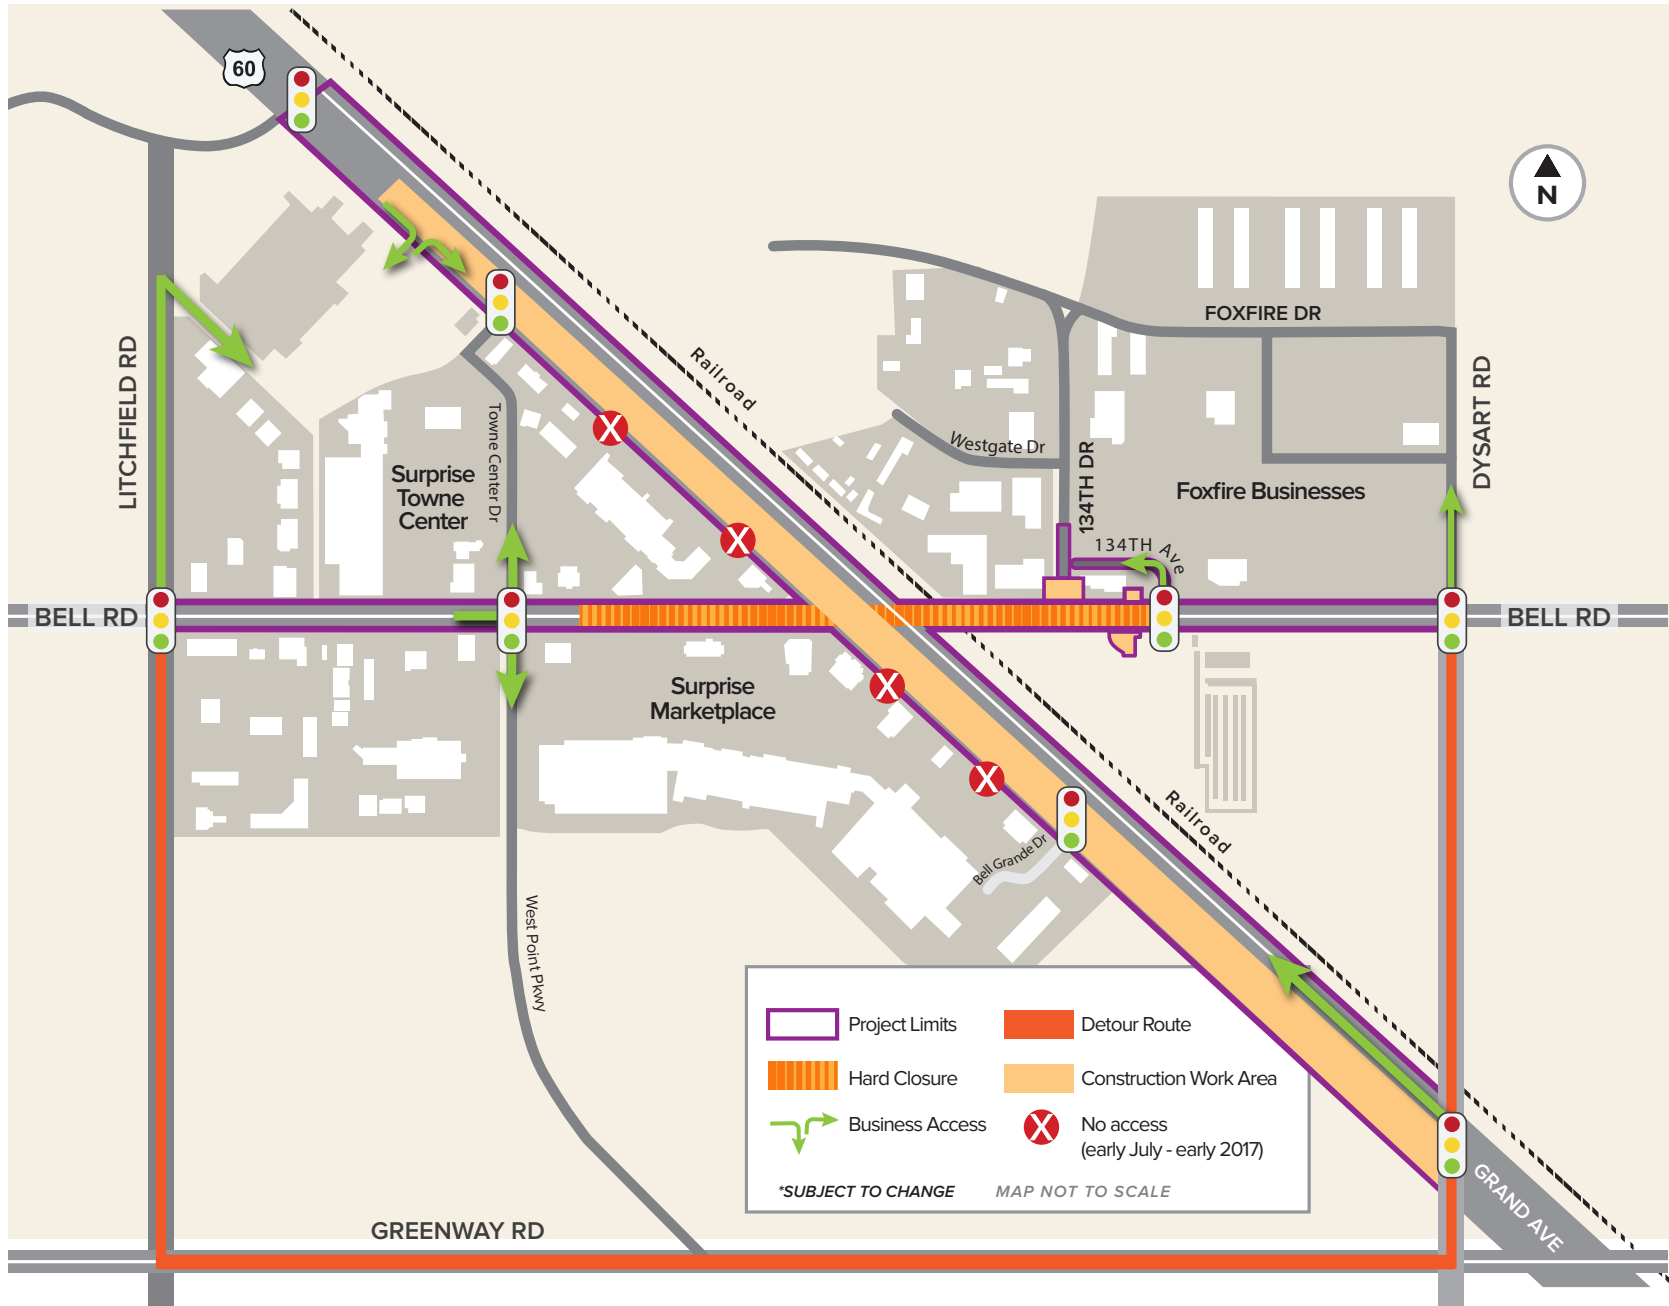 60
N
FOXFIRE DR
Railroad
LITCHFIELD RD
DYSART RD
Towne Center Dr
Westgate Dr
134TH DR
Surprise
Towne
Center
Foxfire Businesses
134TH Ave
BELL RD
BELL RD
Surprise
Marketplace
Railroad
Bell Grande Dr
West Point Pkwy
Project Limits
Detour Route
Hard Closure
Construction Work Area
Business Access
X No access
(early July - early 2017)
*SUBJECT TO CHANGE
MAP NOT TO SCALE
GRAND AVE
GREENWAY RD
X
X
X
X